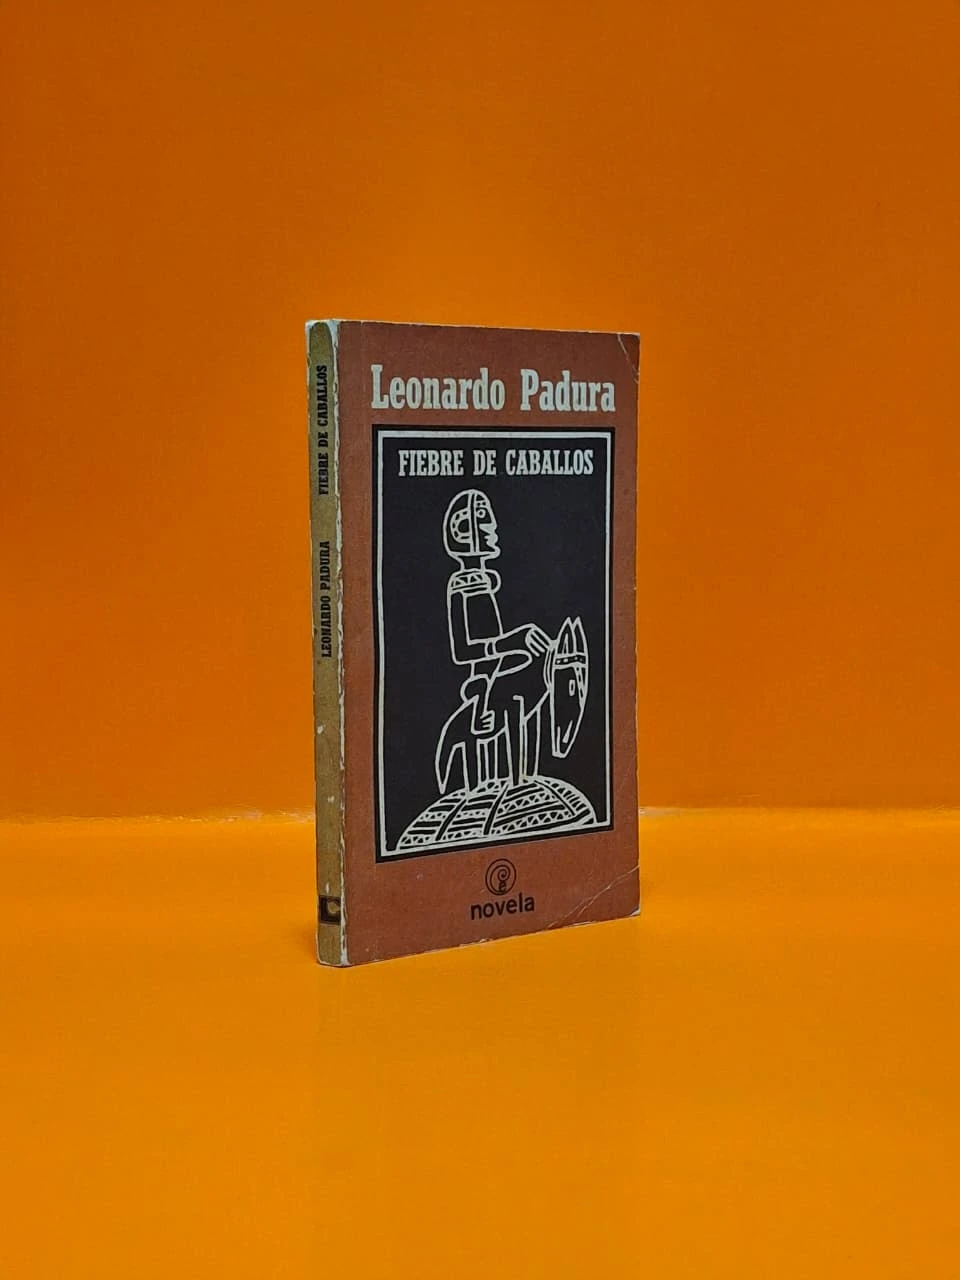 Leonardo Padura
FIEBRE DE CABALLOS
novela
LEONARDO PADURA FIEBRE DE CABALLOS